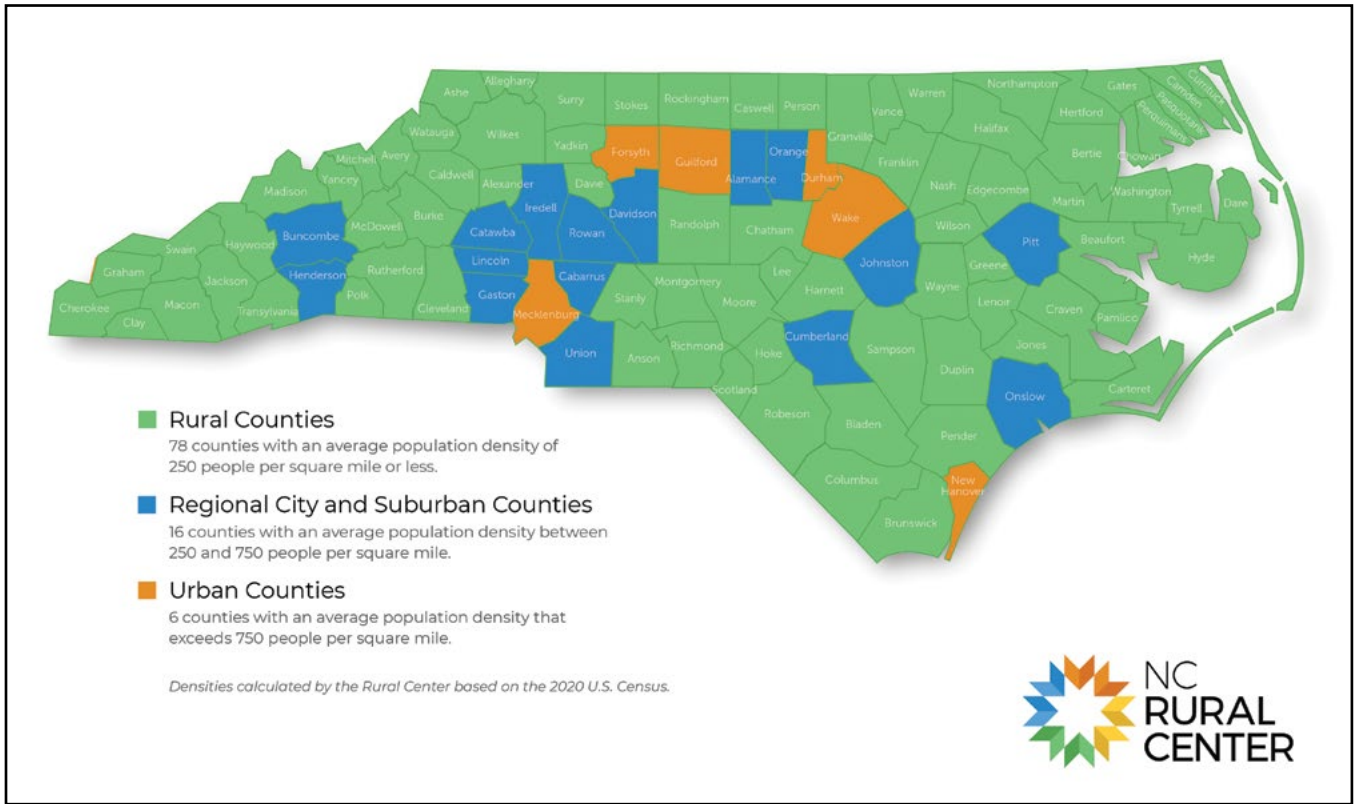 Alleghany
Ashe
Surry
Stokes
Rockingham
Caswell
Person
Vance
Warren
Northampton
Gates
Currituck
Camden
Pasquotank
Perquimans
Hertford
Halifax
Granville
Watauga
Wilkes
Yadkin
Forsyth
Guilford
Alamance
Orange
Durham
Franklin
Bertie
Chowan
Mitchell
Avery
Yancey
Caldwell
Alexander
Davie
Iredell
Madison
Nash
Edgecombe
Martin
Washington
Tyrrell
Dare
Burke
McDowell
Buncombe
Catawba
Rowan
Davidson
Randolph
Chatham
Wake
Wilson
Pitt
Beaufort
Hyde
Swain
Haywood
Graham
Jackson
Henderson
Rutherford
Lincoln
Cabarrus
Johnston
Greene
Lee
Harnett
Wayne
Cherokee
Macon
Clay
Transylvania
Polk
Cleveland
Gaston
Mecklenburg
Stanly
Montgomery
Moore
Lenoir
Craven
Pamlico
Union
Anson
Richmond
Hoke
Cumberland
Sampson
Jones
Duplin
Onslow
Carteret
Scotland
Robeson
Bladen
Pender
Columbus
New
Hanover
Brunswick
Rural Counties
78 counties with an average population density of
250 people per square mile or less.
Regional City and Suburban Counties
16 counties with an average population density between
250 and 750 people per square mile.
Urban Counties
6 counties with an average population density that
exceeds 750 people per square mile.
Densities calculated by the Rural Center based on the 2020 U.S. Census.
NC
RURAL
CENTER